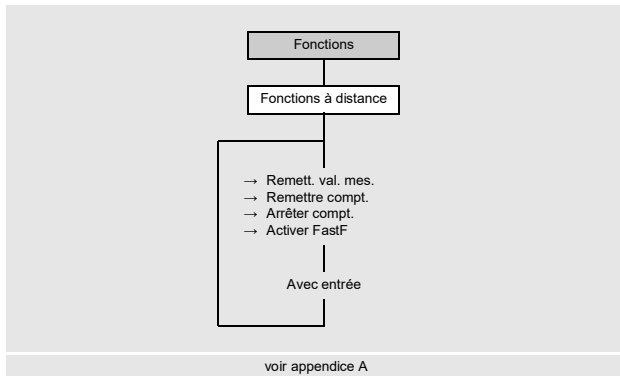 Fonctions
Fonctions à distance
→ Remett. val. mes.
→ Remettre compt.
→ Arrêter compt.
→ Activer FastF
Avec entrée
voir appendice A